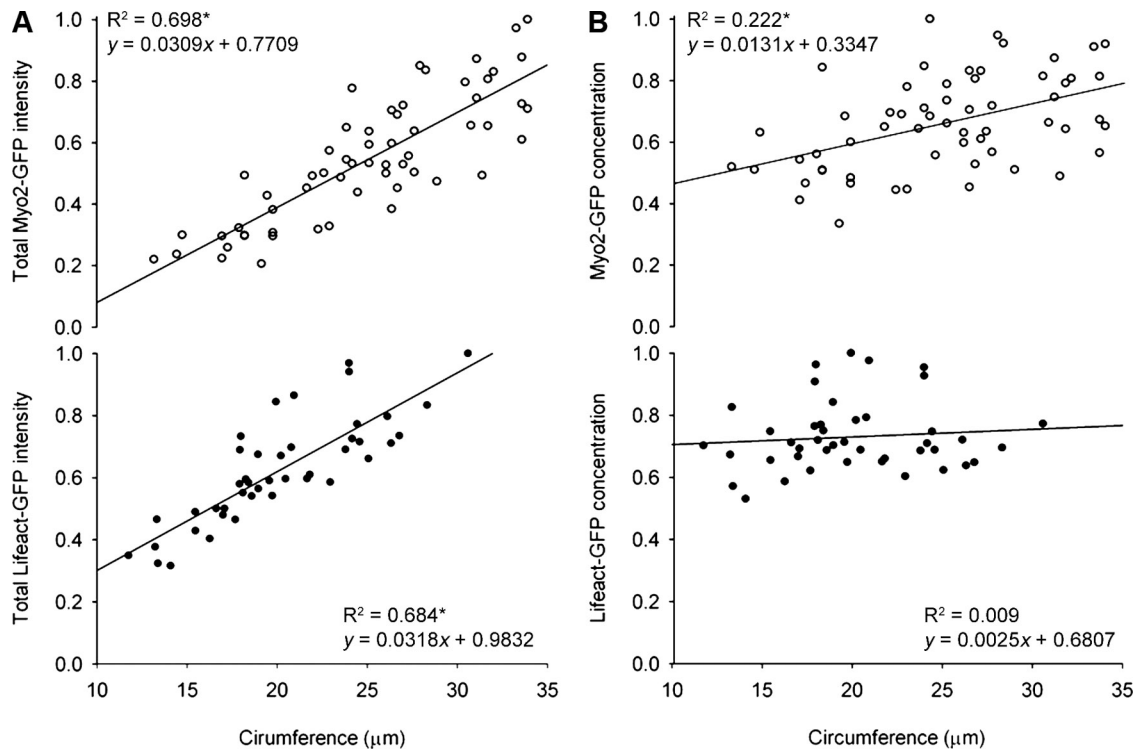 A
R² = 0.698*
y = 0.0309x + 0.7709
1.0
0.8
0.6
0.4
0.2
0.0
Total Myo2-GFP intensity
B
R² = 0.222*
y = 0.0131x + 0.3347
1.0
0.8
0.6
0.4
0.2
0.0
Myo2-GFP concentration
1.0
0.8
0.6
0.4
0.2
0.0
Total Lifeact-GFP intensity
R² = 0.684*
y = 0.0318x + 0.9832
10 15 20 25 30 35
Cirumference (μm)
1.0
0.8
0.6
0.4
0.2
0.0
Lifeact-GFP concentration
R² = 0.009
y = 0.0025x + 0.6807
10 15 20 25 30 35
Circumference (μm)